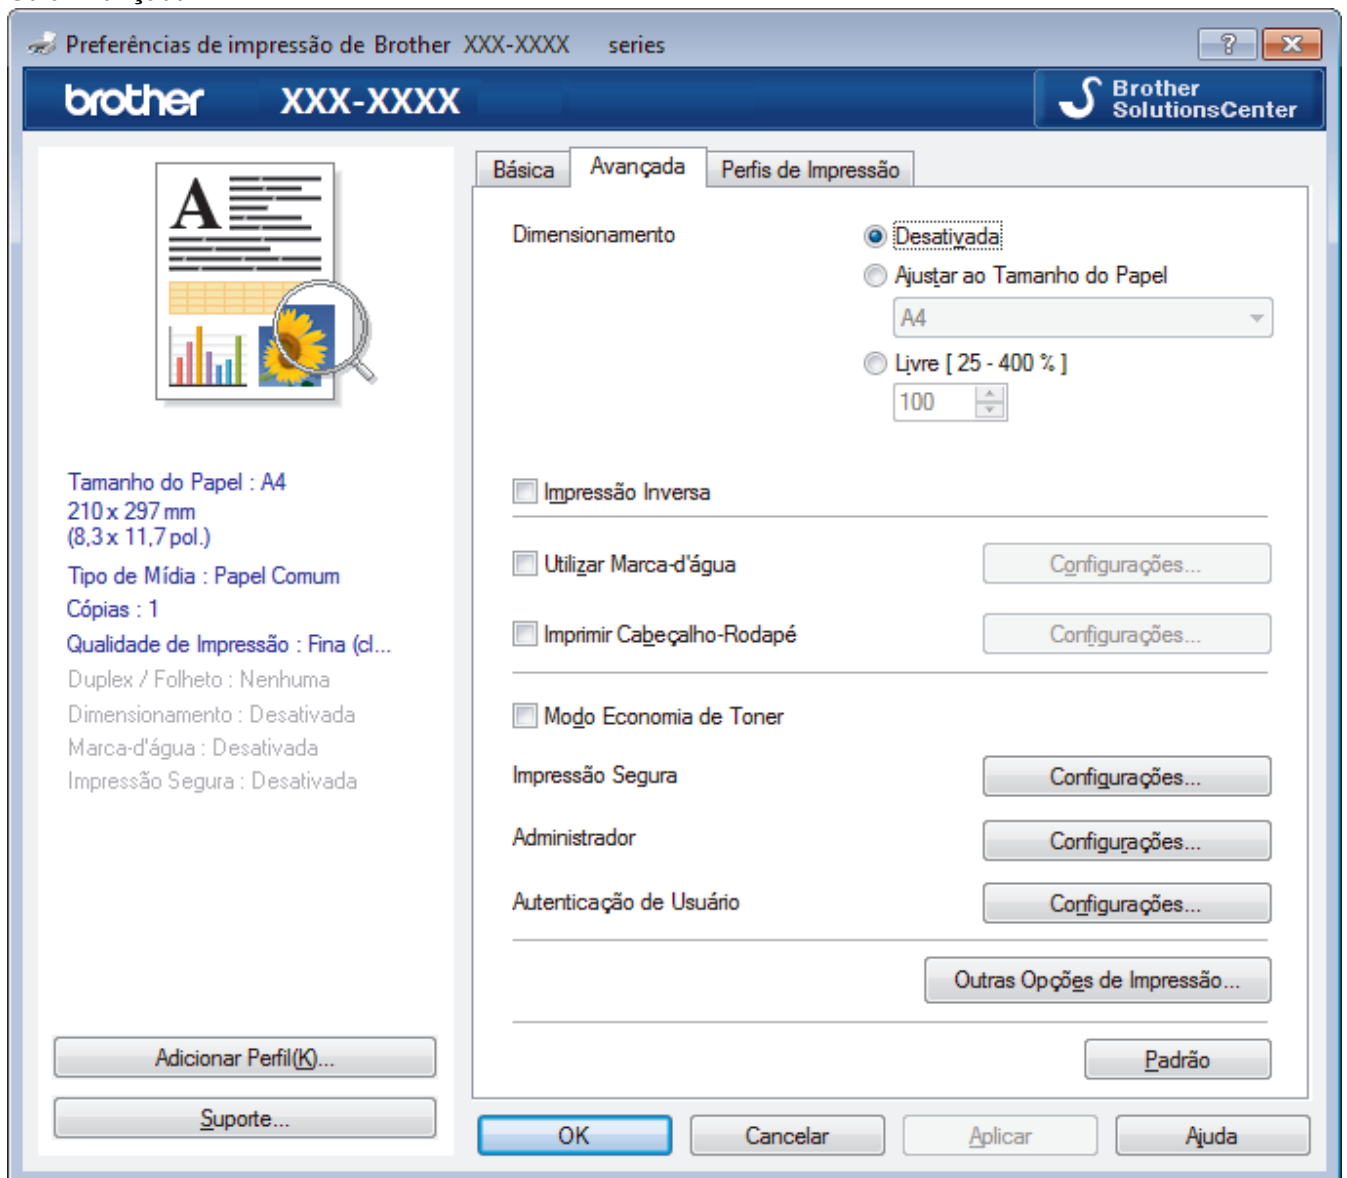 Preferências de impressão de Brother XXX-XXXX series
brother XXX-XXXX
Brother
SolutionsCenter
A
Tamanho do Papel : A4
210 x 297 mm
(8,3 x 11,7 pol.)
Tipo de Mídia : Papel Comum
Cópias : 1
Qualidade de Impressão : Fina (cl...
Duplex / Folheto : Nenhuma
Dimensionamento : Desativada
Marca-d'água : Desativada
Impressão Segura : Desativada
Adicionar Perfil(K)...
Suporte...
Básica Avançada Perfis de Impressão
Dimensionamento Desativada
Ajustar ao Tamanho do Papel
A4
Livre [ 25 - 400 % ]
100
Impressão Inversa
Utilizar Marca-d'água Configurações...
Imprimir Cabeçalho-Rodapé Configurações...
Modo Economia de Toner
Impressão Segura Configurações...
Administrador Configurações...
Autenticação de Usuário Configurações...
Outras Opções de Impressão...
Padrão
OK Cancelar Aplicar Ajuda